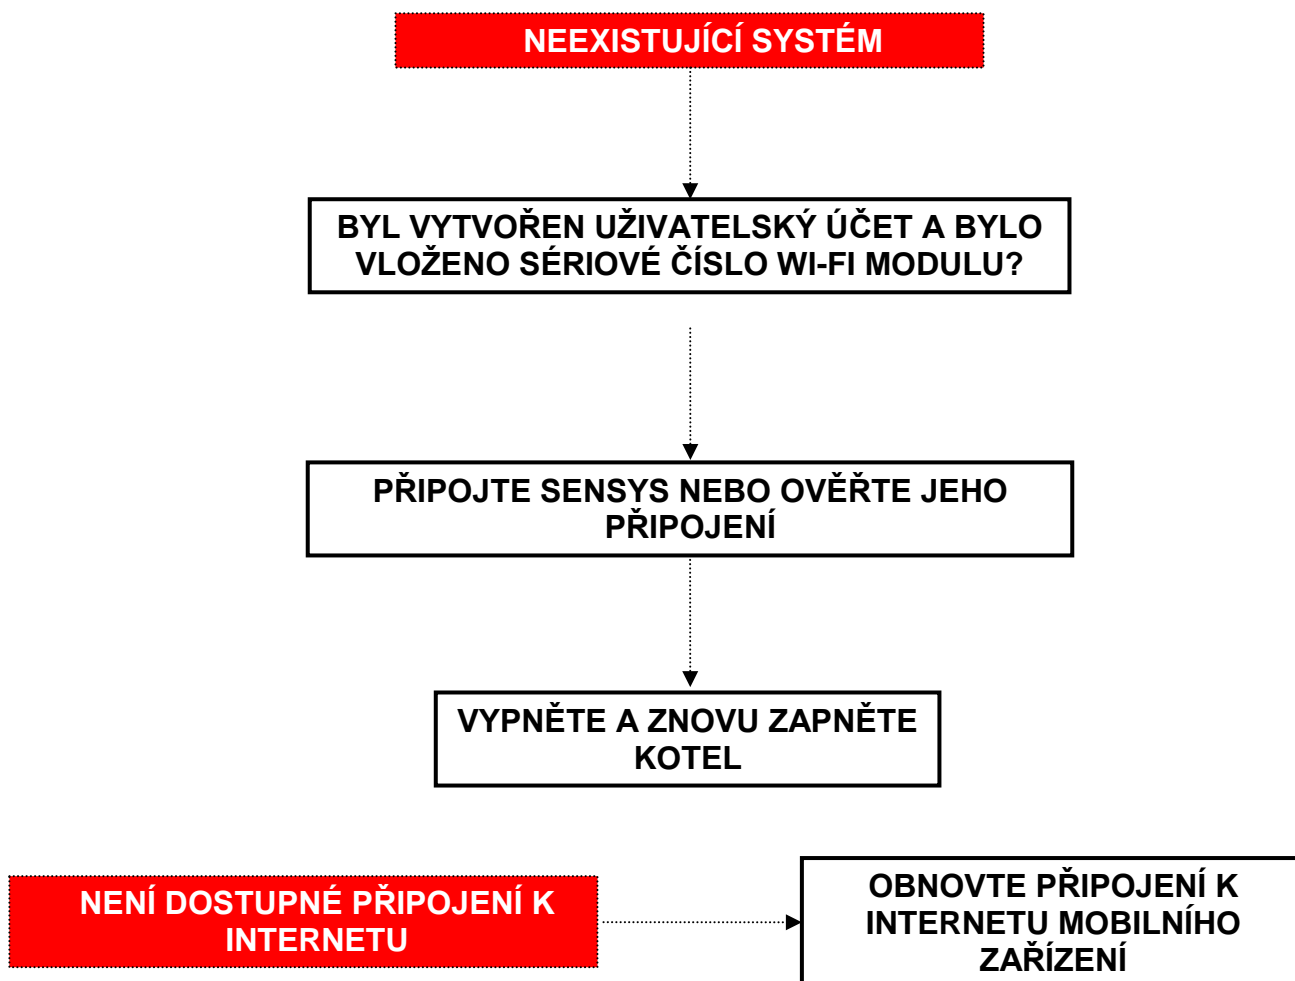 NEEXISTUJÍCÍ SYSTÉM
BYL VYTVOŘEN UŽIVATELSKÝ ÚČET A BYLO
VLOŽENO SÉRIOVÉ ČÍSLO WI-FI MODULU?
PŘIPOJTE SENSYS NEBO OVĚŘTE JEHO
PŘIPOJENÍ
VYPNĚTE A ZNOVU ZAPNĚTE
KOTEL
NENÍ DOSTUPNÉ PŘIPOJENÍ K
INTERNETU
OBNOVTE PŘIPOJENÍ K
INTERNETU MOBILNÍHO
ZAŘÍZENÍ